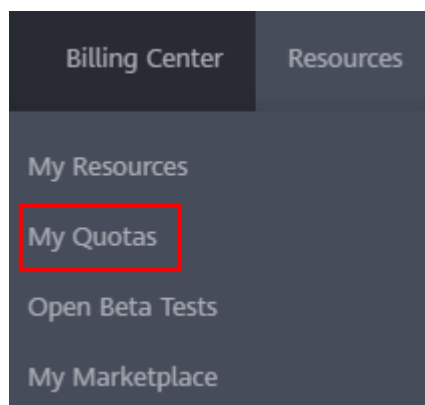 Billing Center Resources
My Resources
My Quotas
Open Beta Tests
My Marketplace